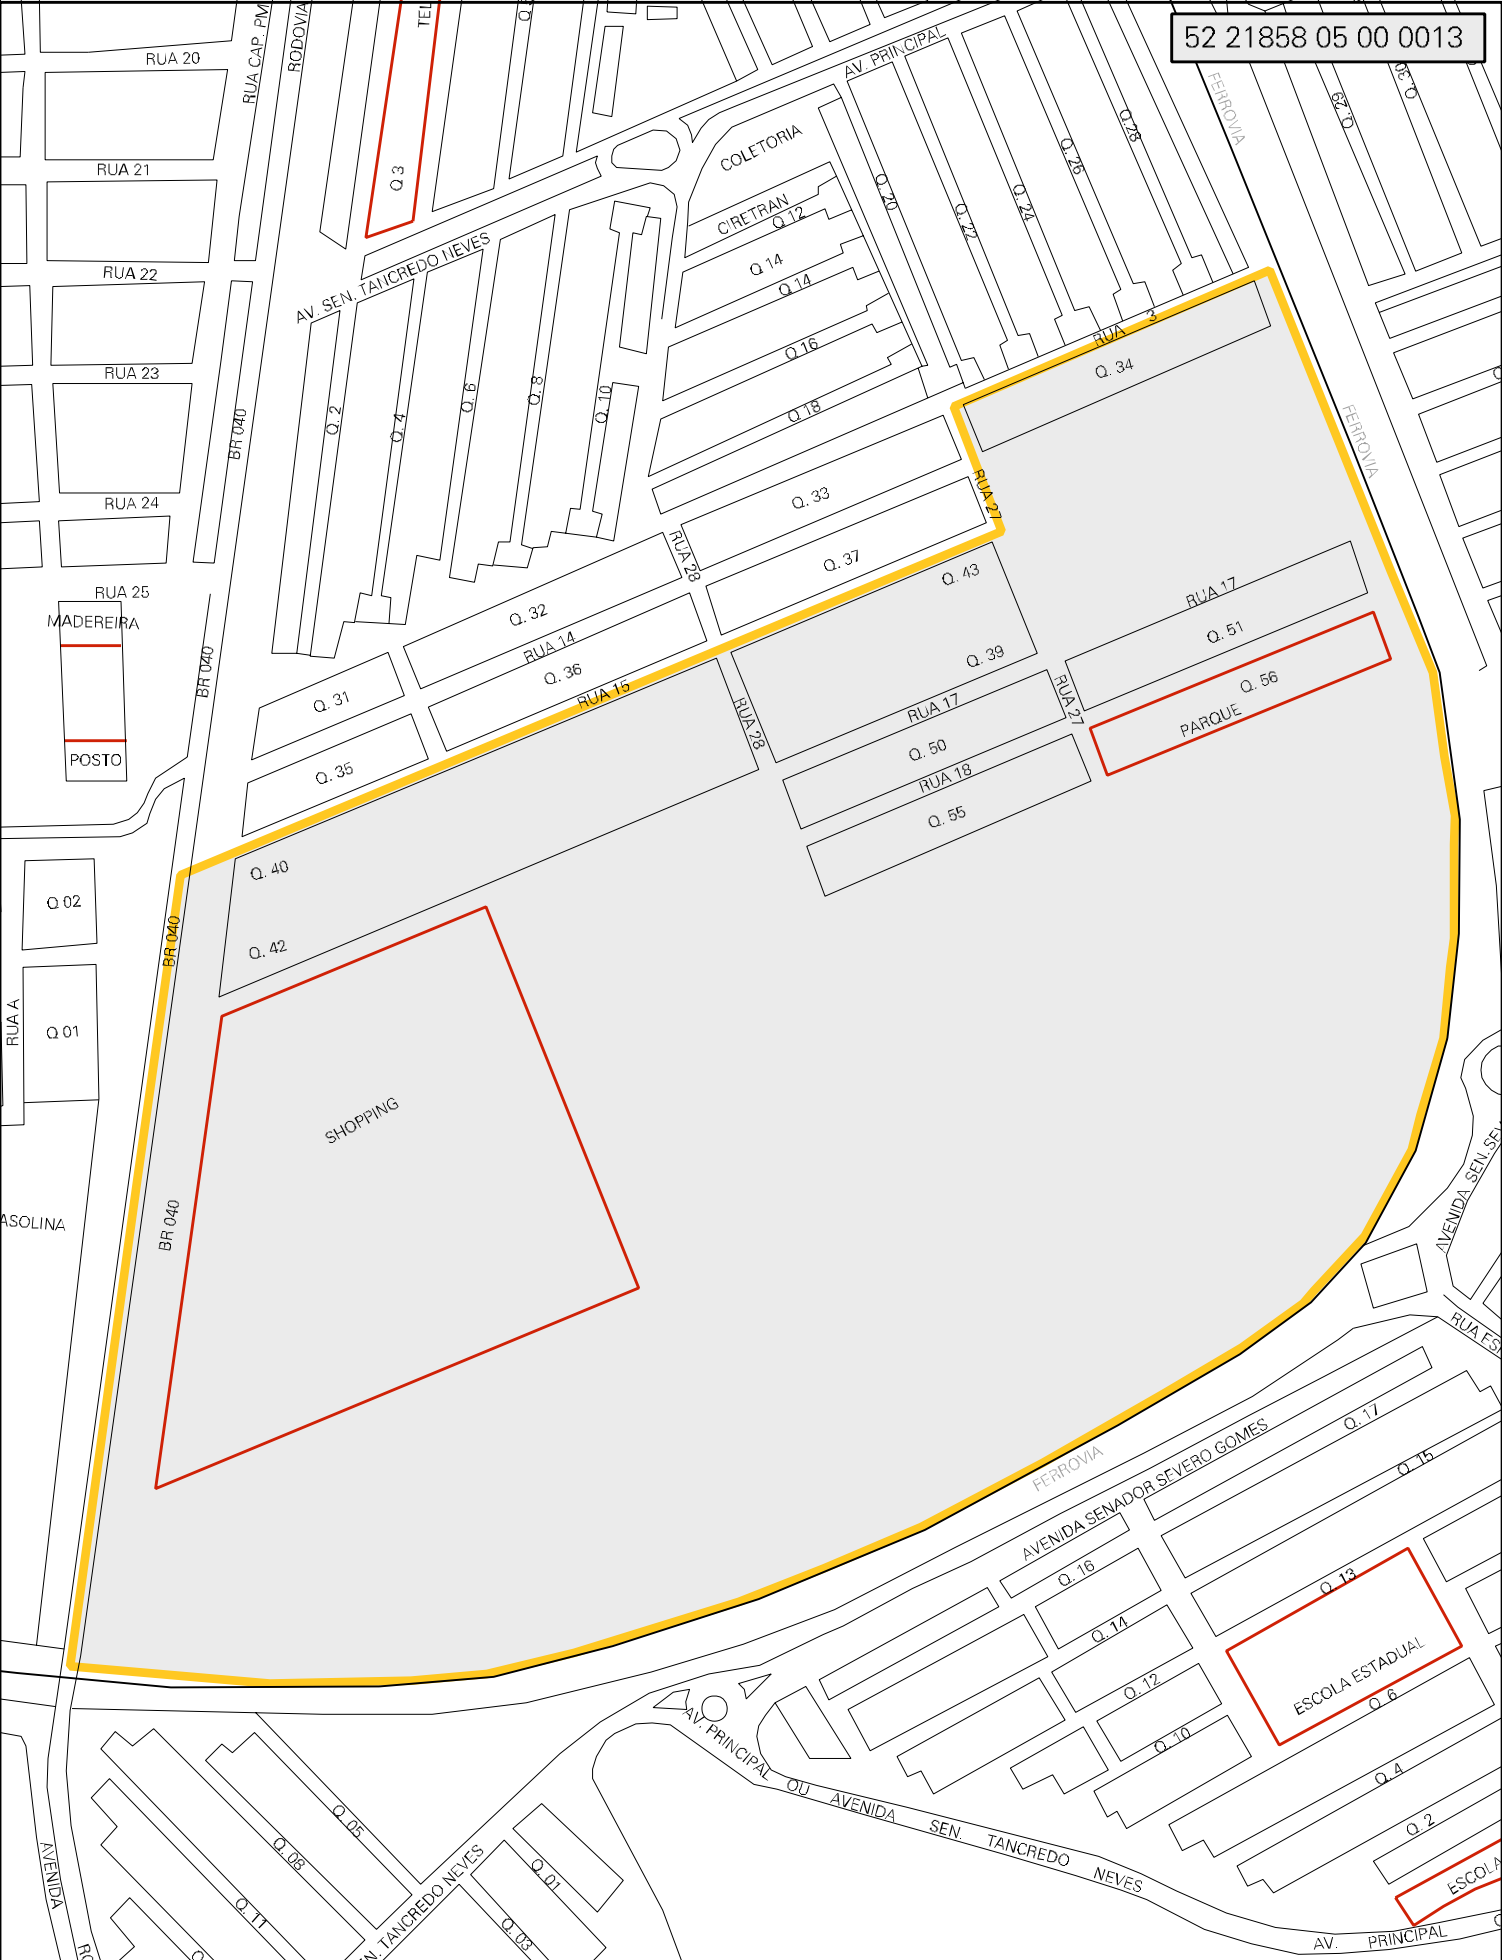 52 21858 05 00 0013
RUA CAP. PM
RODOVIA
TEL
AV. PRINCIPAL
RUA 20
FERROVIA
Q. 29
Q. 30
Q.28
Q. 26
COLETORIA
RUA 21
Q 3
Q. 20
Q. 24
CIRETRAN
Q 12
Q. 22
AV. SEN. TANCREDO NEVES
RUA 22
Q 14
Q 14
RUA 3
Q 16
RUA 23
Q. 34
Q. 2
Q. 4
Q. 6
Q. 8
Q. 10
Q 18
BR 040
FERROVIA
RUA 24
Q. 33
RUA 27
RUA 28
Q. 37
Q. 43
RUA 25
MADEREIRA
Q. 32
RUA 14
RUA 17
Q. 51
Q. 39
BR 040
Q. 31
Q. 36
RUA 15
RUA 27
Q. 56
PARQUE
RUA 28
RUA 17
POSTO
Q. 35
Q. 50
RUA 18
Q. 55
Q. 40
Q 02
BR 040
Q. 42
RUA A
Q 01
SHOPPING
ASOLINA
BR 040
AVENIDA SEN. SEV
RUA ES
Q. 17
AVENIDA SENADOR SEVERO GOMES
FERROVIA
Q. 15
Q. 16
Q. 13
Q. 14
ESCOLA ESTADUAL
Q. 12
Q. 6
Q. 10
AV. PRINCIPAL OU AVENIDA SEN. TANCREDO NEVES
Q. 4
Q. 05
Q. 2
Q. 08
Q. 01
ESCOLA
AVENIDA
Q. 11
N. TANCREDO NEVES
Q. 03
AV. PRINCIPAL